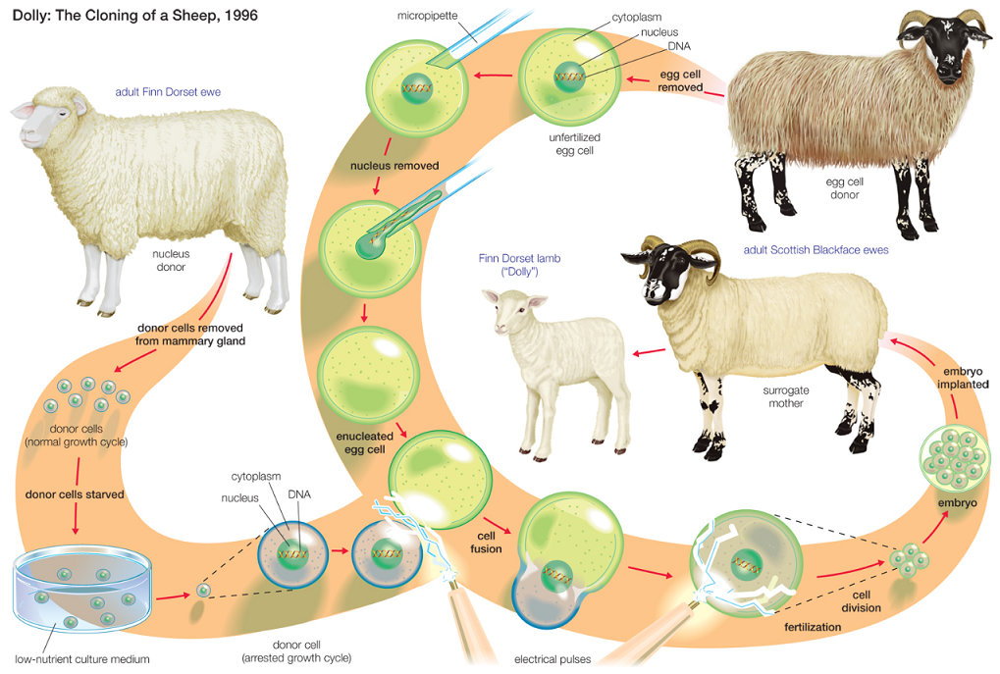 Dolly: The Cloning of a Sheep, 1996
micropipette
cytoplasm
nucleus
DNA
egg cell
removed
unfertilized
egg cell
egg cell
donor
adult Finn Dorset ewe
nucleus
donor
nucleus removed
donor cells removed
from mammary gland
donor cells
(normal growth cycle)
donor cells starved
low-nutrient culture medium
cytoplasm
nucleus
DNA
donor cell
(arrested growth cycle)
enucleated
egg cell
cell
fusion
electrical pulses
fertilization
cell
division
embryo
embryo
implanted
adult Scottish Blackface ewes
surrogate
mother
Finn Dorset lamb
("Dolly")